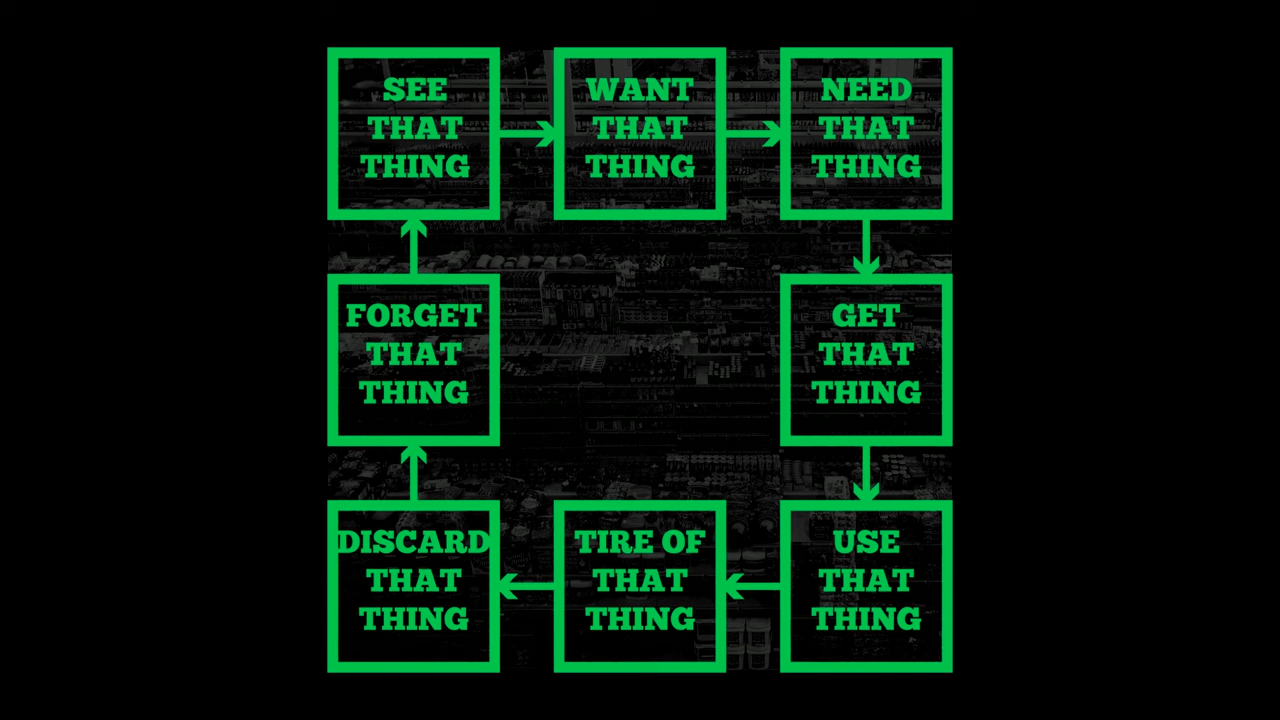 SEE
THAT
THING
WANT
THAT
THING
NEED
THAT
THING
GET
THAT
THING
USE
THAT
THING
TIRE OF
THAT
THING
DISCARD
THAT
THING
FORGET
THAT
THING